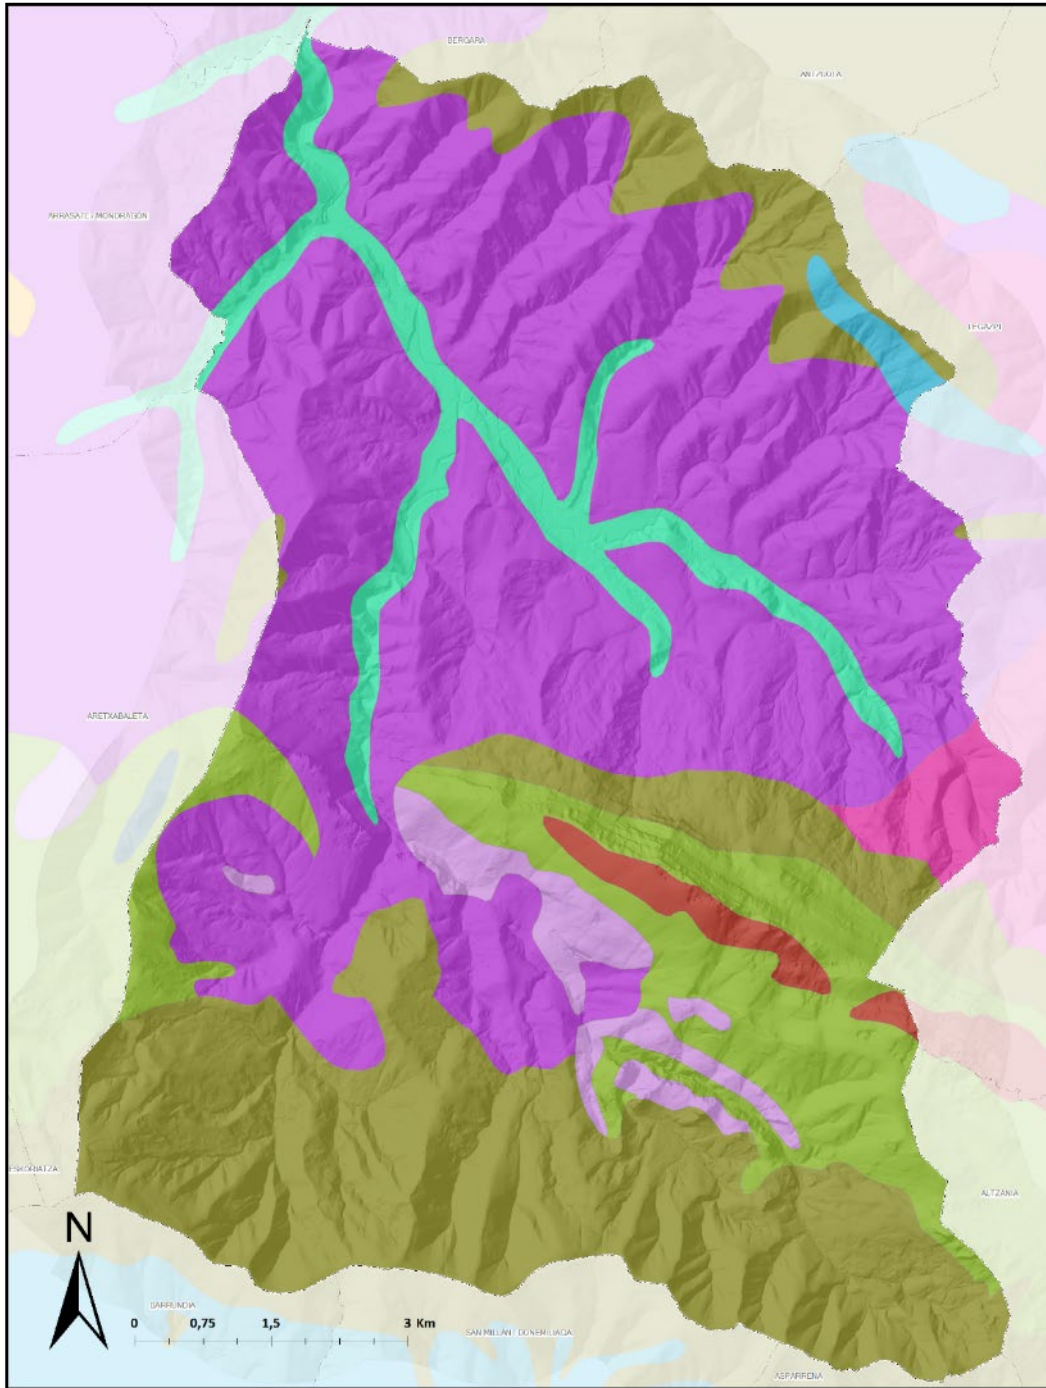 BERGARA
ANTZUOLA
ARRASATE / MONDRAGÓN
LEGAZPI
ARETXABALETA
ESKORIATZA
ALTZANIA
N
BARRUNDIA
0 0,75 1,5 3 Km
SAN MILLÁN / DONEMILIAGA
ASPARRENA